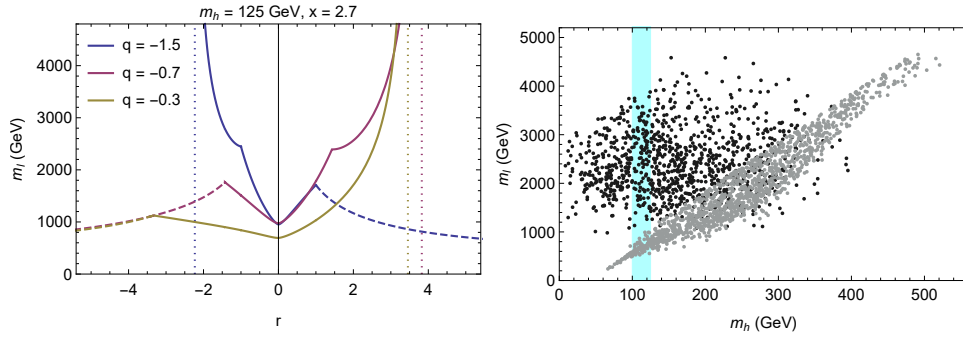 m_h = 125 GeV, x = 2.7
q = −1.5
q = −0.7
q = −0.3
m_l (GeV)
4000
3000
2000
1000
0
−4 −2 0 2 4
r
m_l (GeV)
5000
4000
3000
2000
1000
0
0 100 200 300 400 500
m_h (GeV)